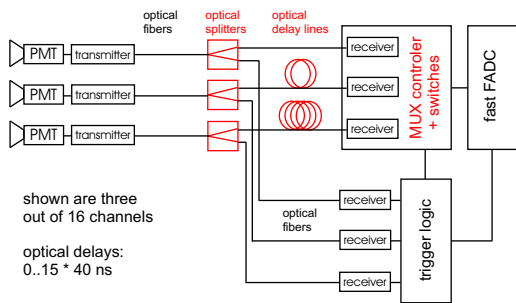 optical
fibers
optical
splitters
optical
delay lines
PMT
transmitter
receiver
PMT
transmitter
receiver
PMT
transmitter
receiver
MUX controler
+ switches
fast FADC
shown are three
out of 16 channels
optical delays:
0..15 * 40 ns
optical
fibers
receiver
receiver
receiver
trigger logic